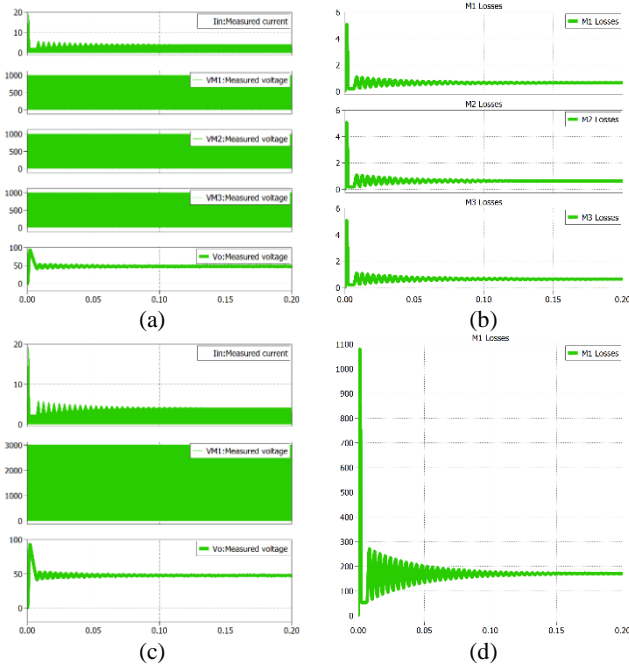 20
Iin:Measured current
10
0
1000
VM1:Measured voltage
500
0
1000
VM2:Measured voltage
500
0
1000
VM3:Measured voltage
500
0
100
Vo:Measured voltage
50
0
0.00 0.05 0.10 0.15 0.20
(a)
M1 Losses
6
M1 Losses
4
2
0
M2 Losses
6
M2 Losses
4
2
0
M3 Losses
6
M3 Losses
4
2
0
0.00 0.05 0.10 0.15 0.20
(b)
20
Iin:Measured current
10
0
3000
VM1:Measured voltage
2000
1000
0
100
Vo:Measured voltage
50
0
0.00 0.05 0.10 0.15 0.20
(c)
M1 Losses
1100
M1 Losses
1000
900
800
700
600
500
400
300
200
100
0
0.00 0.05 0.10 0.15 0.20
(d)